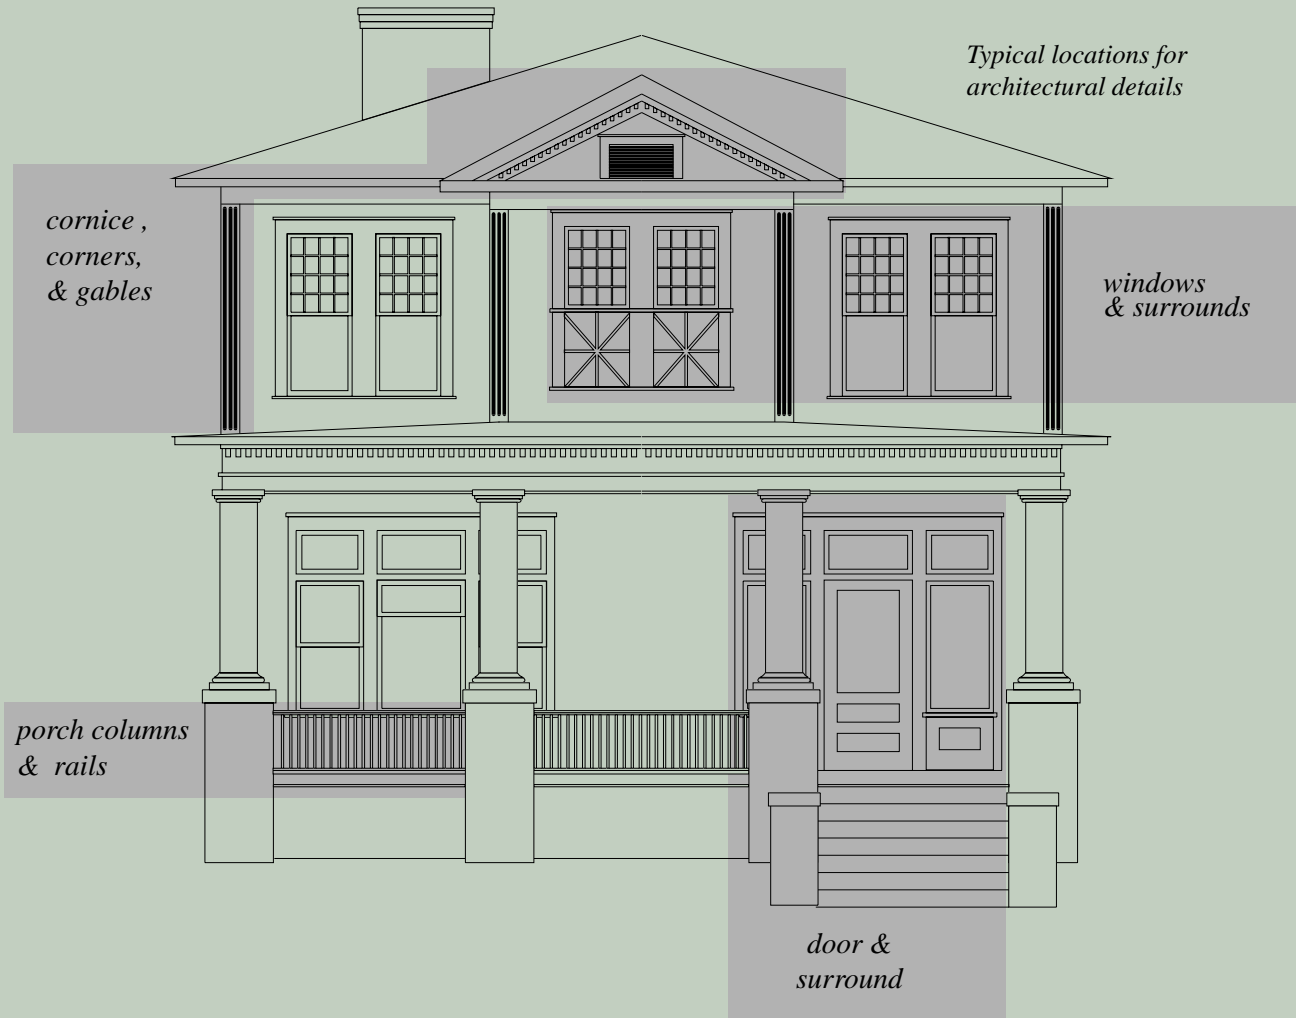 Typical locations for
architectural details
cornice ,
corners,
& gables
windows
& surrounds
porch columns
& rails
door &
surround